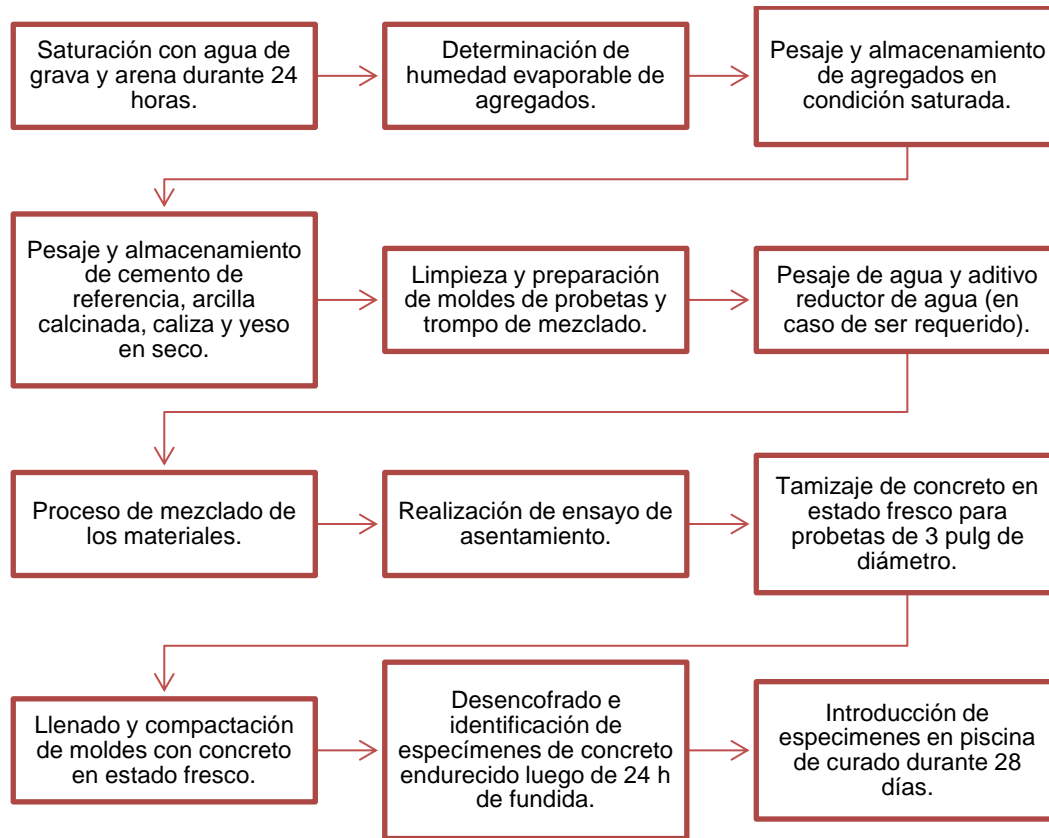 Saturación con agua de
grava y arena durante 24
horas.
Determinación de
humedad evaporable de
agregados.
Pesaje y almacenamiento
de agregados en
condición saturada.
Pesaje y almacenamiento
de cemento de
referencia, arcilla
calcinada, caliza y yeso
en seco.
Limpieza y preparación
de moldes de probetas y
trompo de mezclado.
Pesaje de agua y aditivo
reductor de agua (en
caso de ser requerido).
Proceso de mezclado de
los materiales.
Realización de ensayo de
asentamiento.
Tamizaje de concreto en
estado fresco para
probetas de 3 pulg de
diámetro.
Llenado y compactación
de moldes con concreto
en estado fresco.
Desencofrado e
identificación de
específimenes de concreto
endurecido luego de 24 h
de fundida.
Introducción de
especimenes en piscina
de curado durante 28
días.